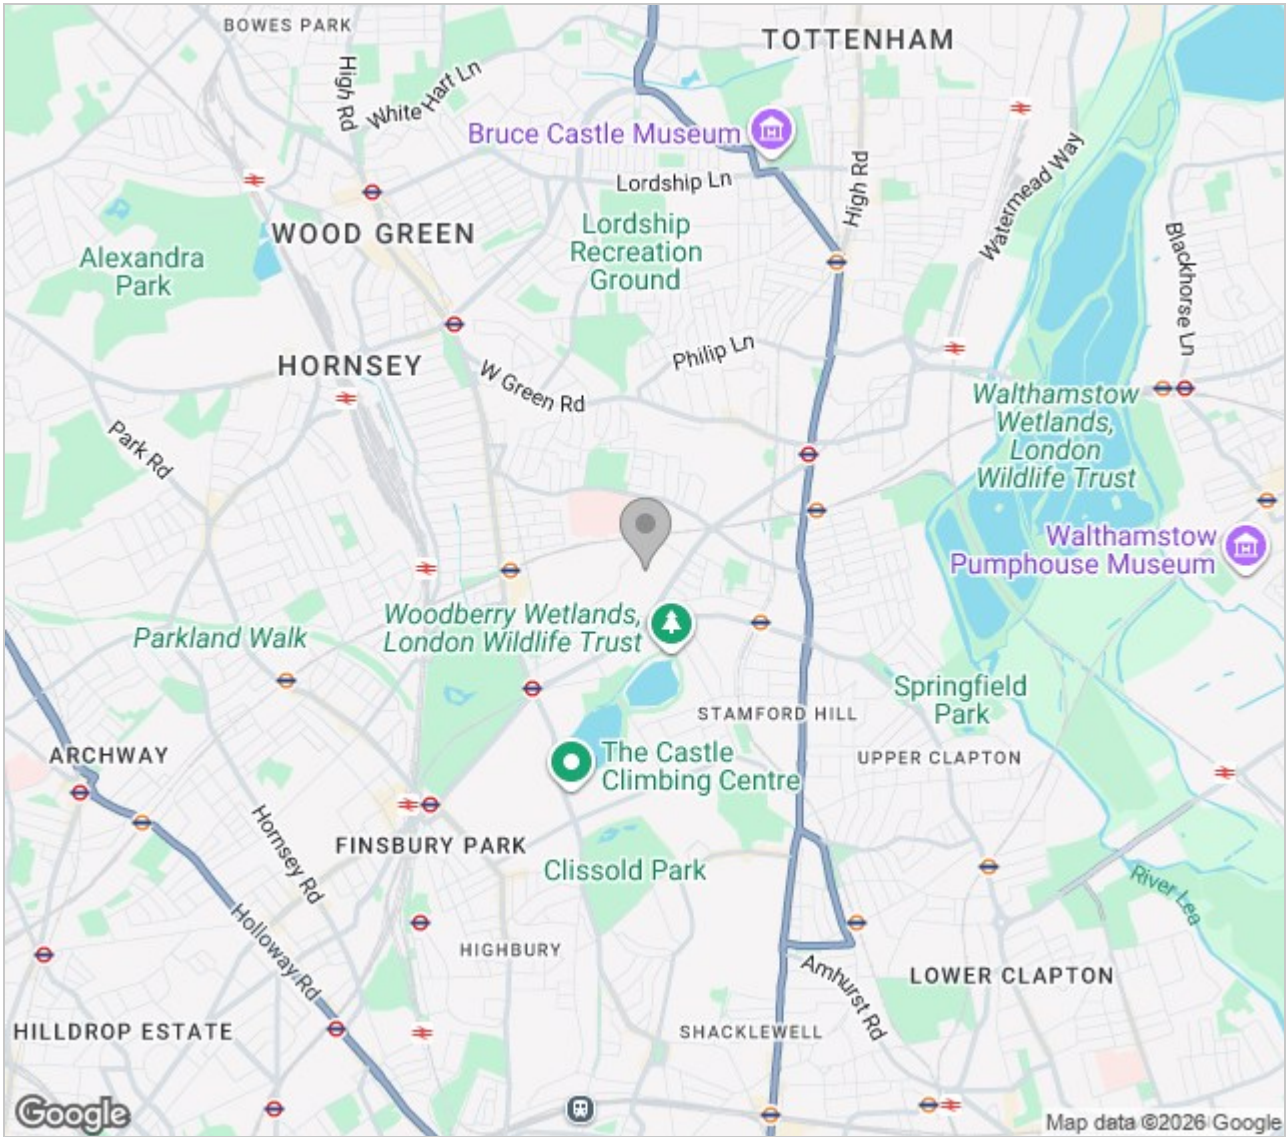 BOWES PARK
TOTTENHAM
High Rd
White Hart Ln
Bruce Castle Museum
Watermead Way
High Rd
Lordship Ln
WOOD GREEN
Lordship
Recreation
Ground
Alexandra
Park
Blackhorse Ln
HORNSEY
Philip Ln
W Green Rd
Walthamstow
Wetlands,
London
Wildlife Trust
Park Rd
Walthamstow
Pumphouse Museum
Woodberry Wetlands,
London Wildlife Trust
Parkland Walk
Springfield
Park
STAMFORD HILL
ARCHWAY
The Castle
Climbing Centre
UPPER CLAPTON
Hornsey Rd
FINSBURY PARK
Clissold Park
River Lea
Holloway Rd
HIGHBURY
Amhurst Rd
LOWER CLAPTON
HILLDROP ESTATE
SHACKLEWELL
Google
Map data ©2026 Google